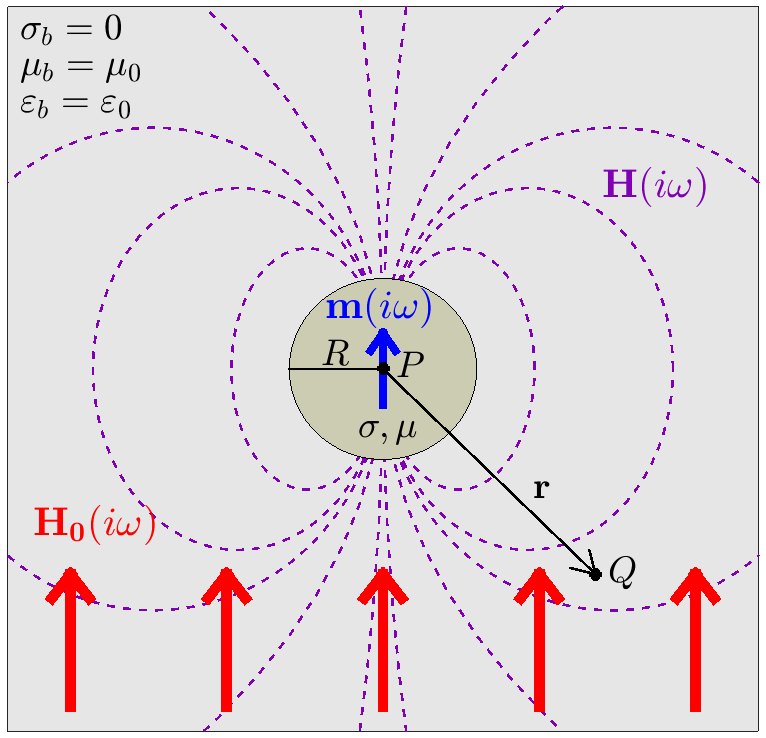 σ_b = 0
μ_b = μ_0
ε_b = ε_0
H(iω)
m(iω)
R
P
σ, μ
r
H_0(iω)
Q